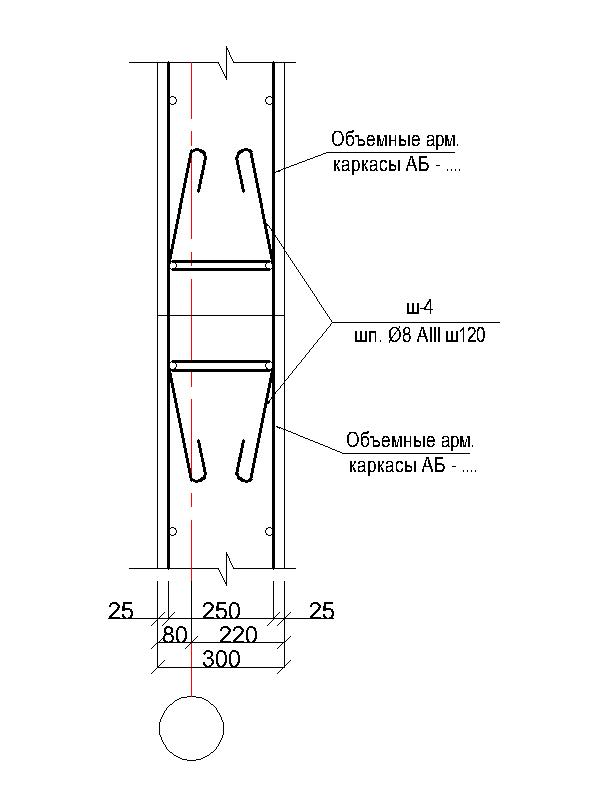 Объемные арм.
каркасы АБ - ....
ш-4
шп. Ø8 АIII ш120
Объемные арм.
каркасы АБ - ....
25 250 25
80 220
300